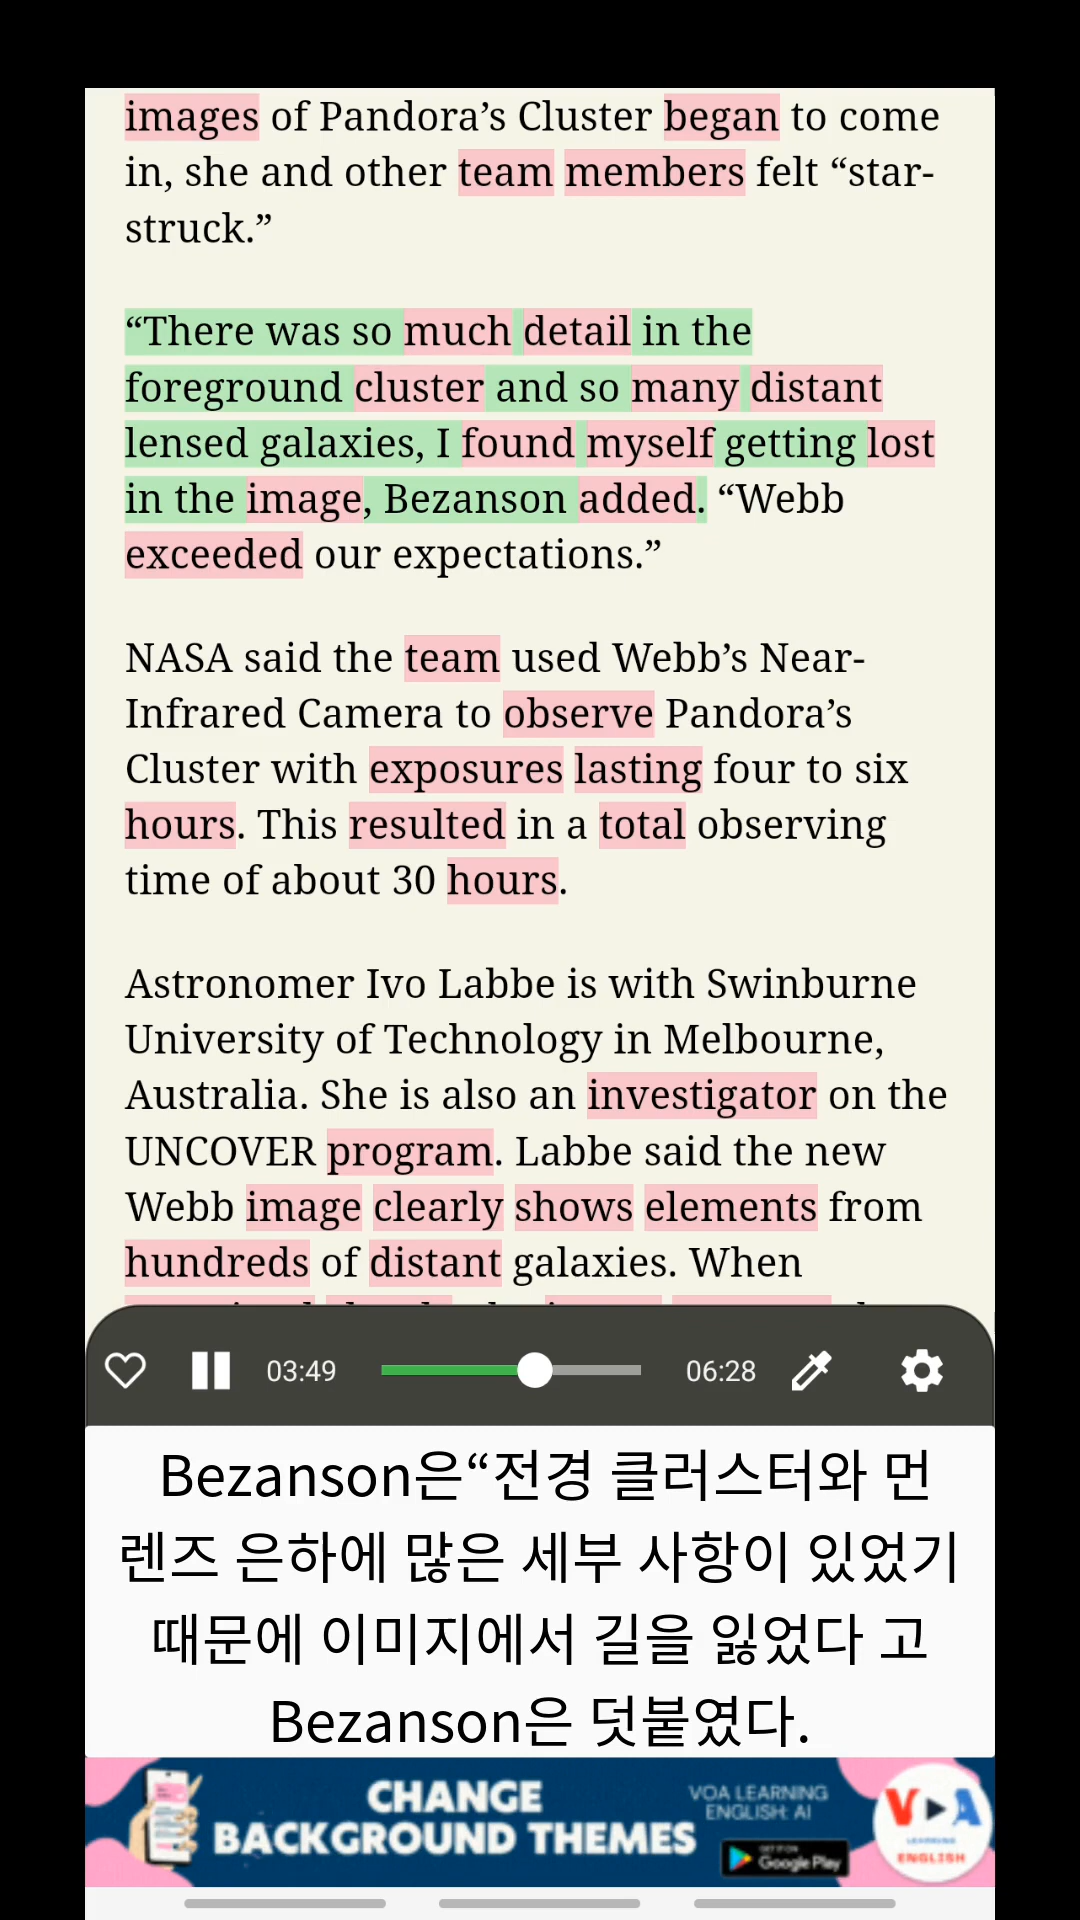 images of Pandora’s Cluster began to come
in, she and other team members felt “star-
struck.”
“There was so much detail in the
foreground cluster and so many distant
lensed galaxies, I found myself getting lost
in the image, Bezanson added. “Webb
exceeded our expectations.”
NASA said the team used Webb’s Near-
Infrared Camera to observe Pandora’s
Cluster with exposures lasting four to six
hours. This resulted in a total observing
time of about 30 hours.
Astronomer Ivo Labbe is with Swinburne
University of Technology in Melbourne,
Australia. She is also an investigator on the
UNCOVER program. Labbe said the new
Webb image clearly shows elements from
hundreds of distant galaxies. When
03:49
06:28
Bezanson은“전경 클러스터와 먼
렌즈 은하에 많은 세부 사항이 있었기
때문에 이미지에서 길을 잃었다 고
Bezanson은 덧붙였다.
CHANGE
BACKGROUND THEMES
VOA LEARNING
ENGLISH: AI
GET IT ON
Google Play
VOA
LEARNING
ENGLISH